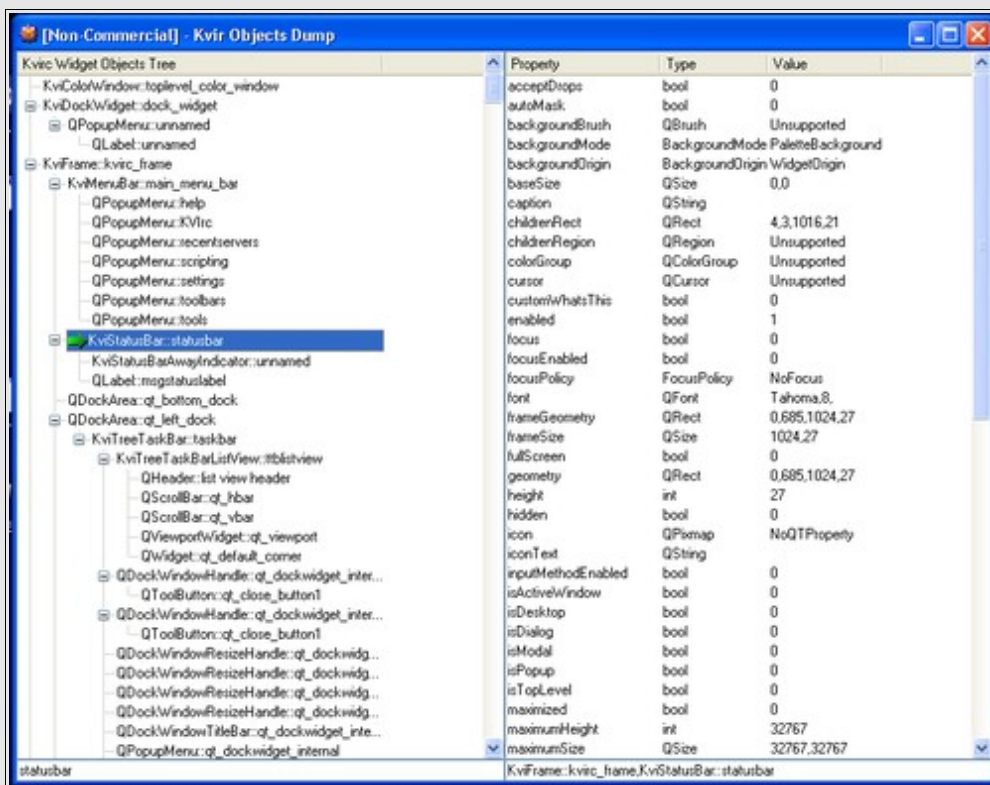 [Non-Commercial] - Kvir Objects Dump
Kvirc Widget Objects Tree
KviColorWindow::toplevel_color_window
KviDockWidget::dock_widget
QPopupMenu::unnamed
QLabel::unnamed
KviFrame::kvirc_frame
KviMenuBar::main_menu_bar
QPopupMenu::help
QPopupMenu::KVIrc
QPopupMenu::recentservers
QPopupMenu::scripting
QPopupMenu::settings
QPopupMenu::toolbars
QPopupMenu::tools
KviStatusBar::statusbar
KviStatusBarAwayIndicator::unnamed
QLabel::msgstatuslabel
QDockArea::qt_bottom_dock
QDockArea::qt_left_dock
KviTreeTaskBar::taskbar
KviTreeTaskBarListView::ttblistview
QHeader::list view header
QScrollBar::qt_hbar
QScrollBar::qt_vbar
QViewportWidget::qt_viewport
QWidget::qt_default_corner
QDockWindowHandle::qt_dockwidget_inter...
QToolButton::qt_close_button1
QDockWindowHandle::qt_dockwidget_inter...
QToolButton::qt_close_button1
QDockWindowResizeHandle::qt_dockwidg...
QDockWindowResizeHandle::qt_dockwidg...
QDockWindowResizeHandle::qt_dockwidg...
QDockWindowTitleBar::qt_dockwidget_inte...
QPopupMenu::qt_dockwidget_internal
statusbar
Property Type Value
acceptDrops bool 0
autoMask bool 0
backgroundBrush QBrush Unsupported
backgroundMode BackgroundMode PaletteBackground
backgroundOrigin BackgroundOrigin WidgetOrigin
baseSize QSize 0,0
caption QString
childrenRect QRect 4,3,1016,21
childrenRegion QRegion Unsupported
colorGroup QColorGroup Unsupported
cursor QCursor Unsupported
customWhatsThis bool 0
enabled bool 1
focus bool 0
focusEnabled bool 0
focusPolicy FocusPolicy NoFocus
font QFont Tahoma,8,
frameGeometry QRect 0,685,1024,27
frameSize QSize 1024,27
fullScreen bool 0
geometry QRect 0,685,1024,27
height int 27
hidden bool 0
icon QPixmap NoQTProperty
iconText QString
inputMethodEnabled bool 0
isActiveWindow bool 0
isDesktop bool 0
isDialog bool 0
isModal bool 0
isPopup bool 0
isTopLevel bool 0
maximized bool 0
maximumHeight int 32767
maximumSize QSize 32767,32767
KviFrame::kvirc_frame,KviStatusBar::statusbar